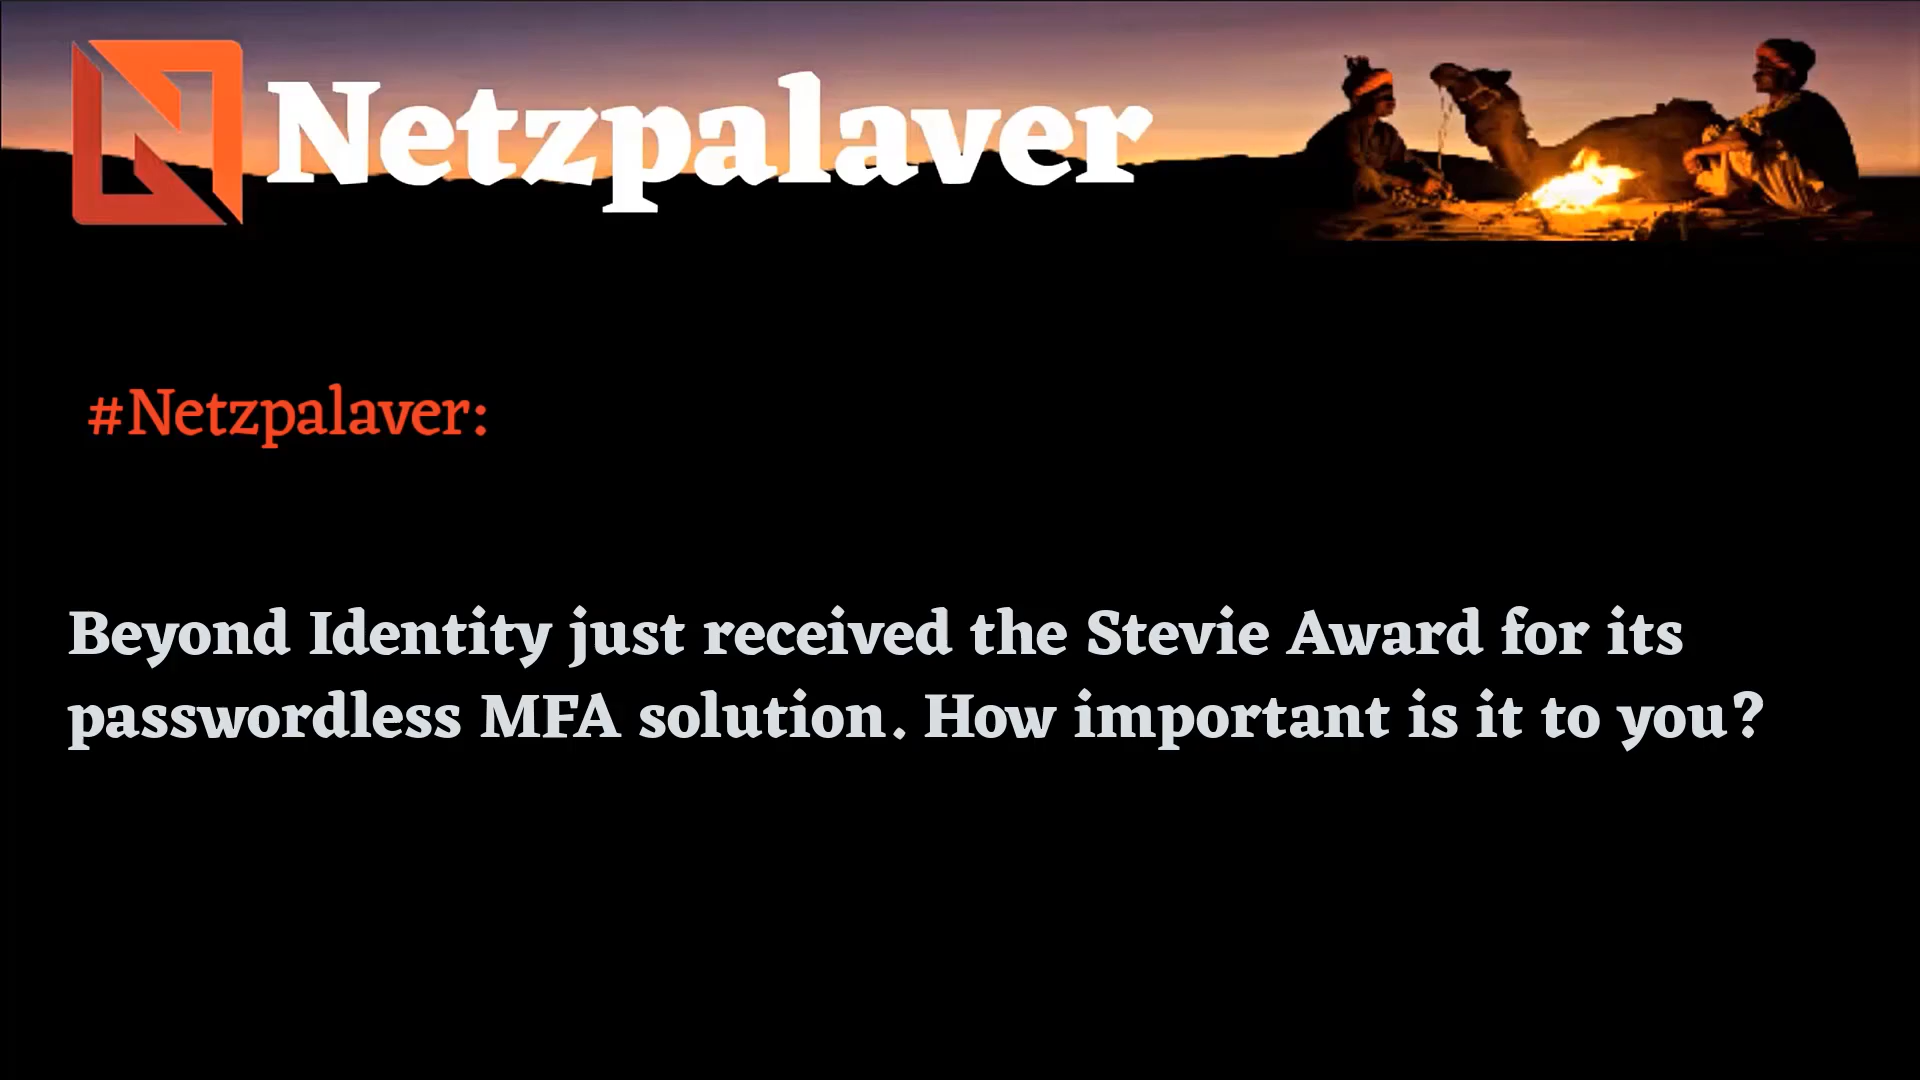 Netzpalaver
#Netzpalaver:
Beyond Identity just received the Stevie Award for its
passwordless MFA solution. How important is it to you?